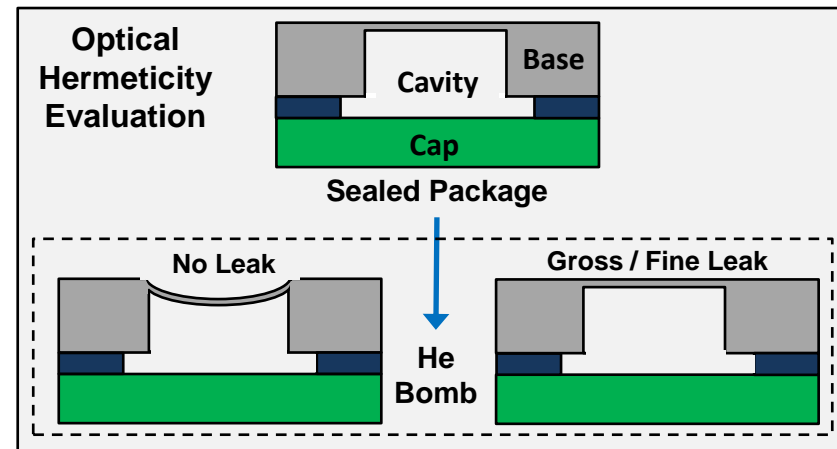 Optical
Hermeticity
Evaluation
Base
Cavity
Cap
Sealed Package
No Leak
Gross / Fine Leak
He
Bomb